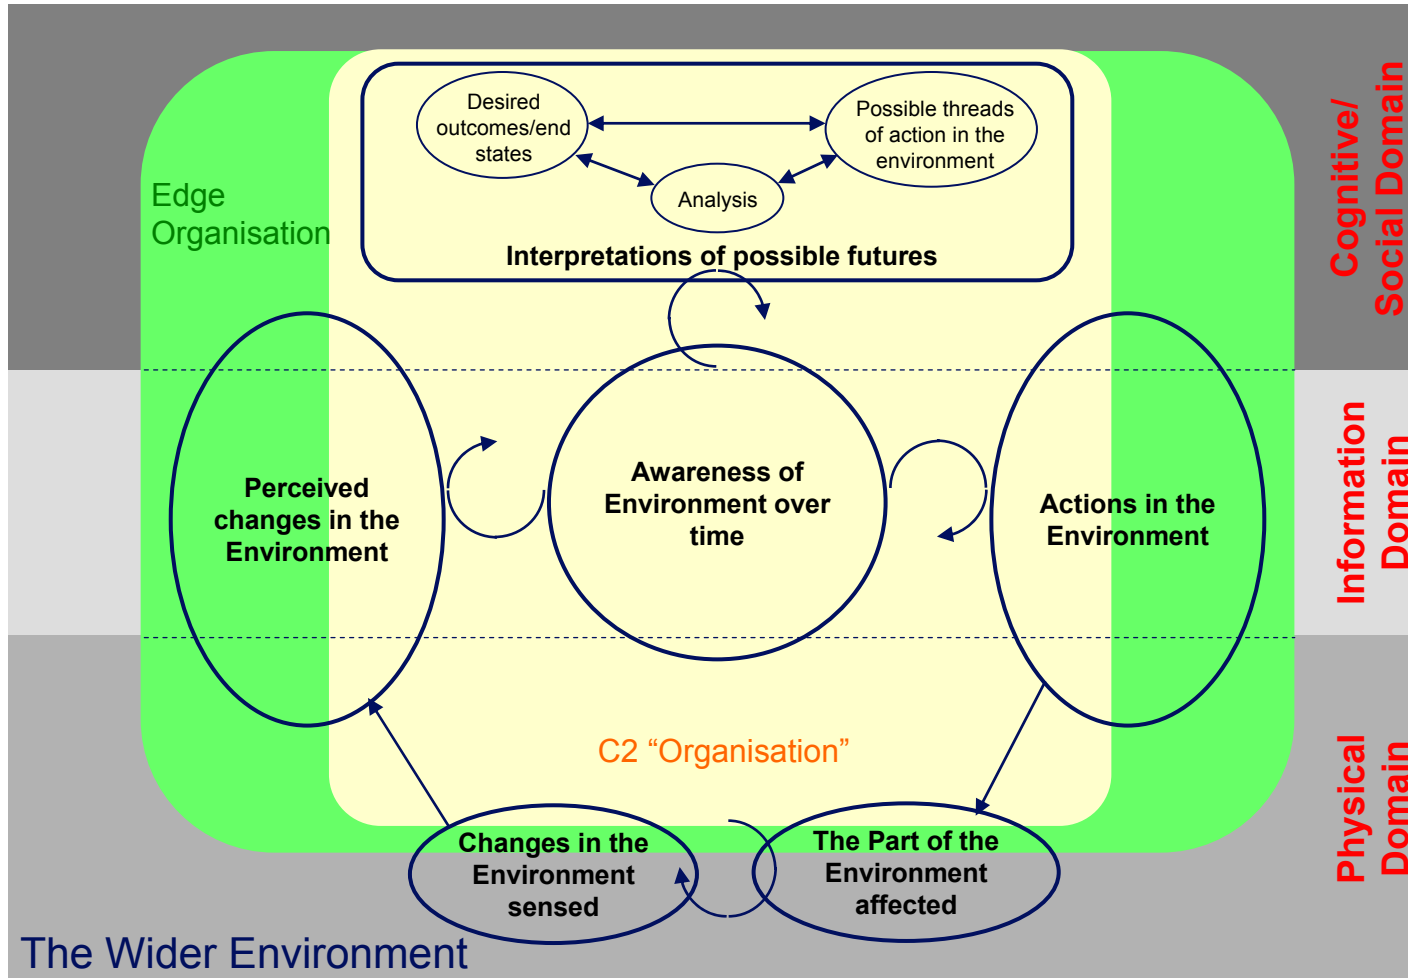 Desired
outcomes/end
states
Possible threads
of action in the
environment
Analysis
Interpretations of possible futures
Edge
Organisation
Cognitive/
Social Domain
Perceived
changes in the
Environment
Awareness of
Environment over
time
Actions in the
Environment
Information
Domain
C2 “Organisation”
Changes in the
Environment
sensed
The Part of the
Environment
affected
Physical
Domain
The Wider Environment